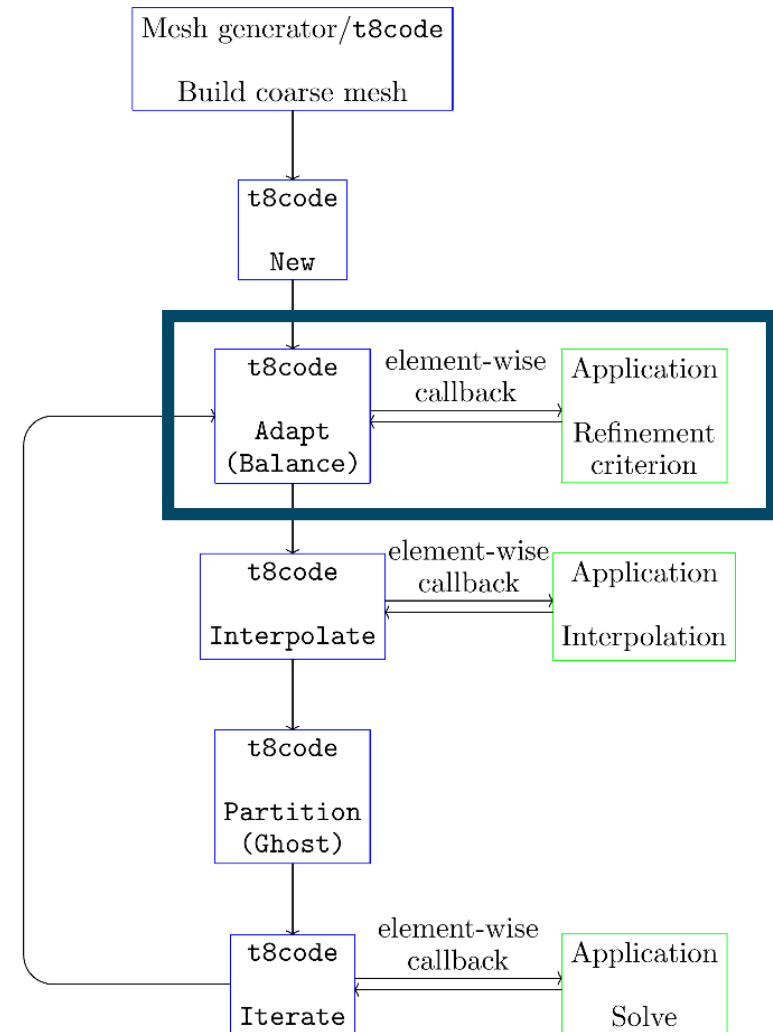 Mesh generator/t8code
Build coarse mesh
t8code
New
t8code
Adapt
(Balance)
element-wise
callback
Application
Refinement
criterion
t8code
Interpolate
element-wise
callback
Application
Interpolation
t8code
Partition
(Ghost)
t8code
Iterate
element-wise
callback
Application
Solve